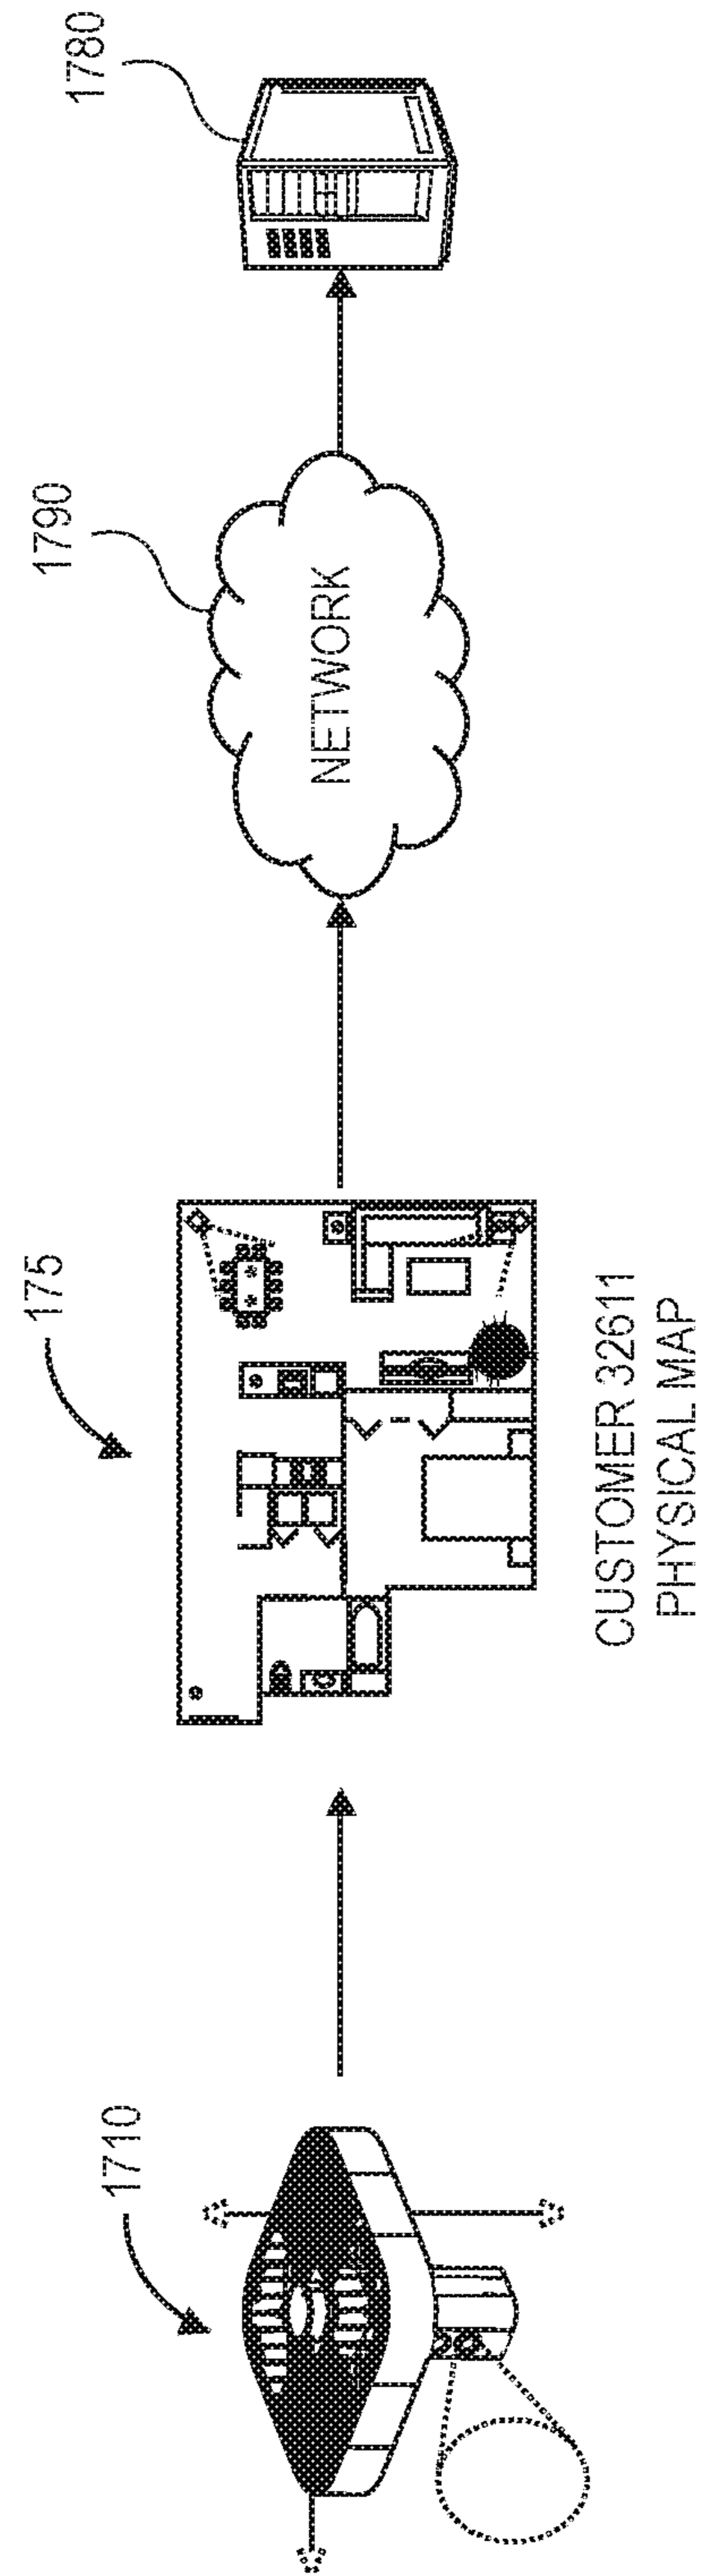 1710
175
CUSTOMER 32611
PHYSICAL MAP
1790
NETWORK
1780